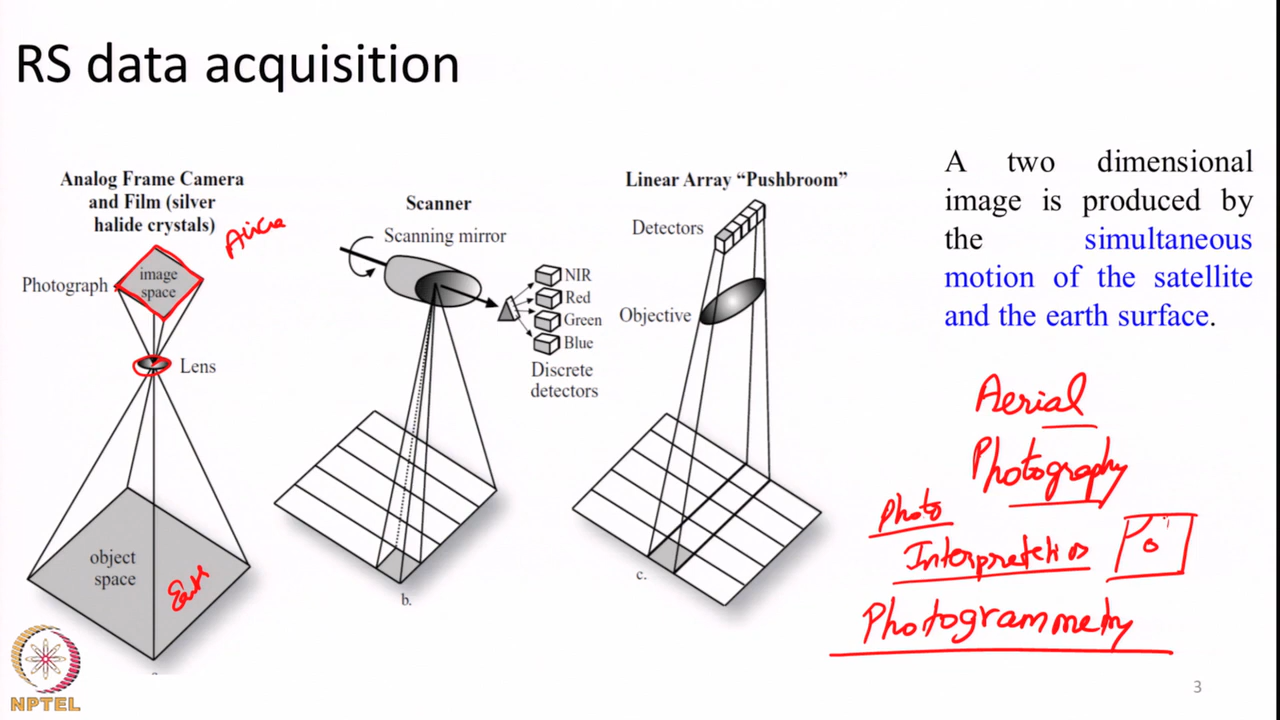 RS data acquisition
Analog Frame Camera
and Film (silver
halide crystals)
Photograph
image
space
Lens
object
space
Earth
Scanner
Scanning mirror
NIR
Red
Green
Blue
Discrete
detectors
b.
Linear Array “Pushbroom”
Detectors
Objective
c.
A two dimensional
image is produced by
the simultaneous
motion of the satellite
and the earth surface.
Aerial
Photography
Photo
Interpretation
Photogrammetry
NPTEL
3